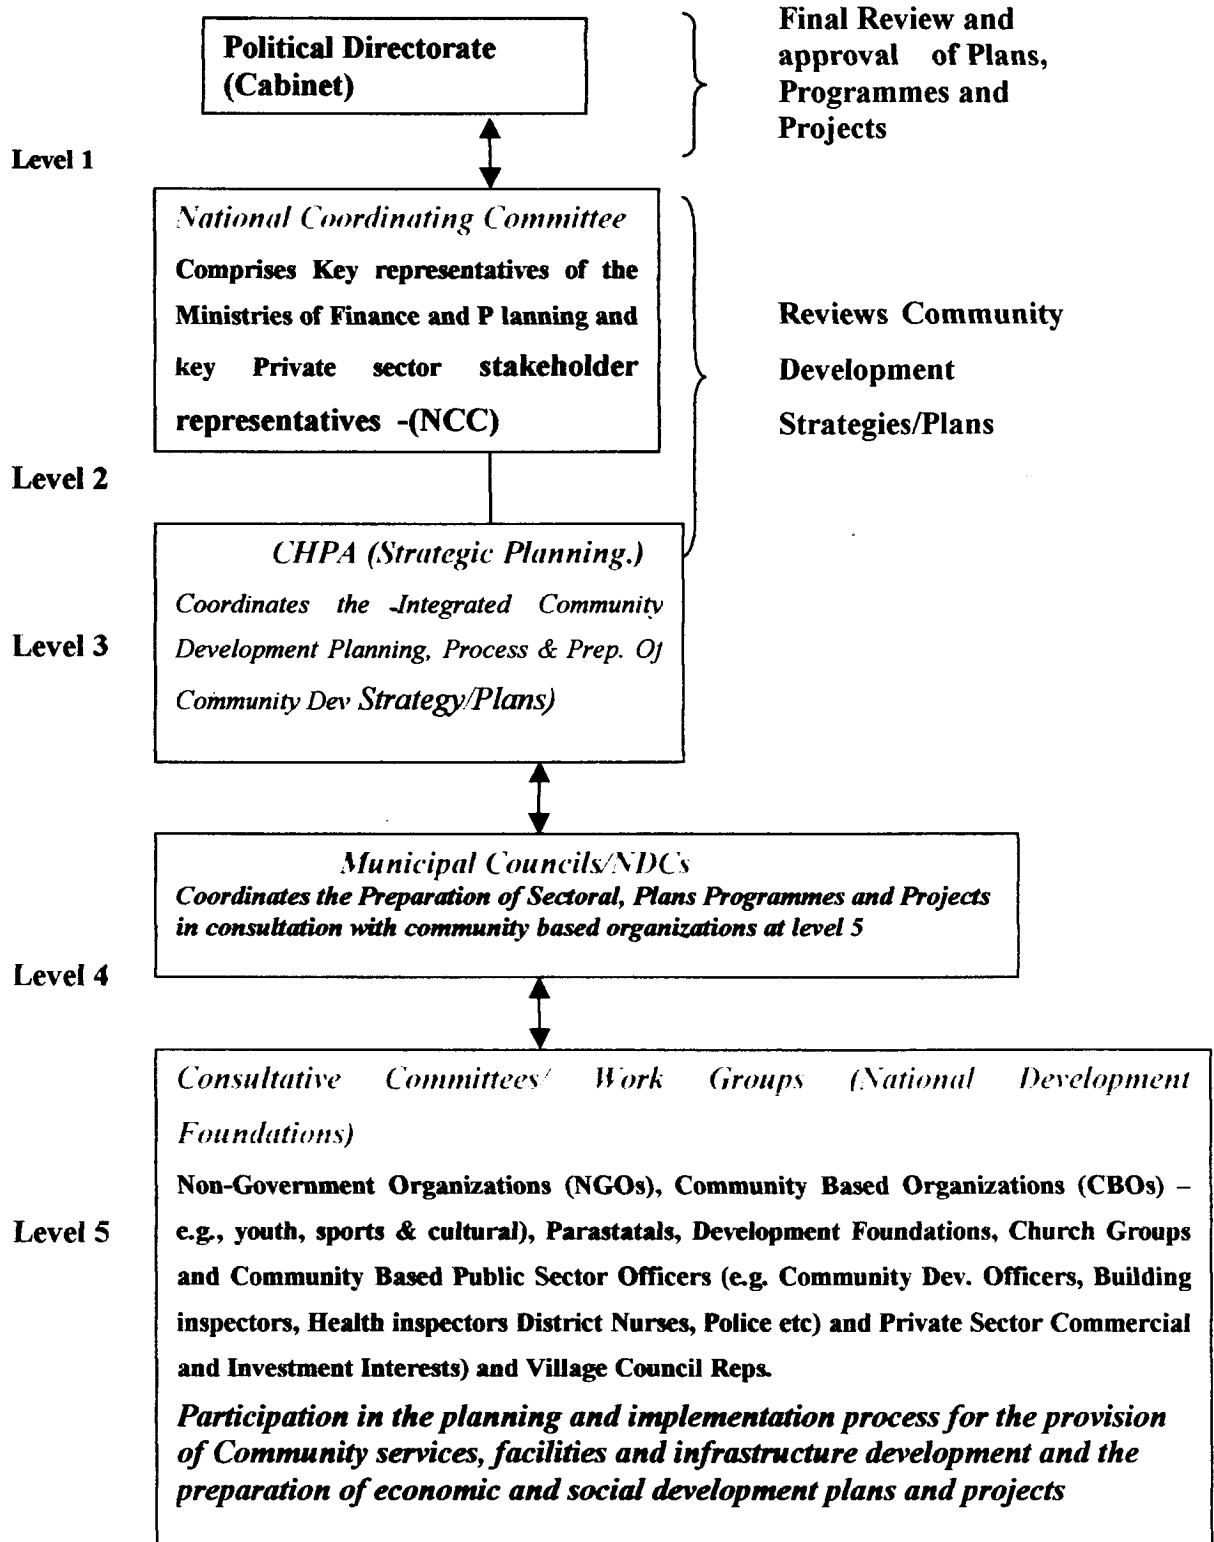 Political Directorate
(Cabinet)
Final Review and
approval of Plans,
Programmes and
Projects
Level 1
National Coordinating Committee
Comprises Key representatives of the
Ministries of Finance and P lanning and
key Private sector stakeholder
representatives -(NCC)
Reviews Community
Development
Strategies/Plans
Level 2
CHPA (Strategic Planning.)
Coordinates the Integrated Community
Development Planning, Process & Prep. Of
Community Dev Strategy/Plans)
Level 3
Municipal Councils/NDCs
Coordinates the Preparation of Sectoral, Plans Programmes and Projects
in consultation with community based organizations at level 5
Level 4
Consultative Committees/ Work Groups (National Development
Foundations)
Non-Government Organizations (NGOs), Community Based Organizations (CBOs) –
e.g., youth, sports & cultural), Parastatals, Development Foundations, Church Groups
and Community Based Public Sector Officers (e.g. Community Dev. Officers, Building
inspectors, Health inspectors District Nurses, Police etc) and Private Sector Commercial
and Investment Interests) and Village Council Reps.
Level 5
Participation in the planning and implementation process for the provision
of Community services, facilities and infrastructure development and the
preparation of economic and social development plans and projects